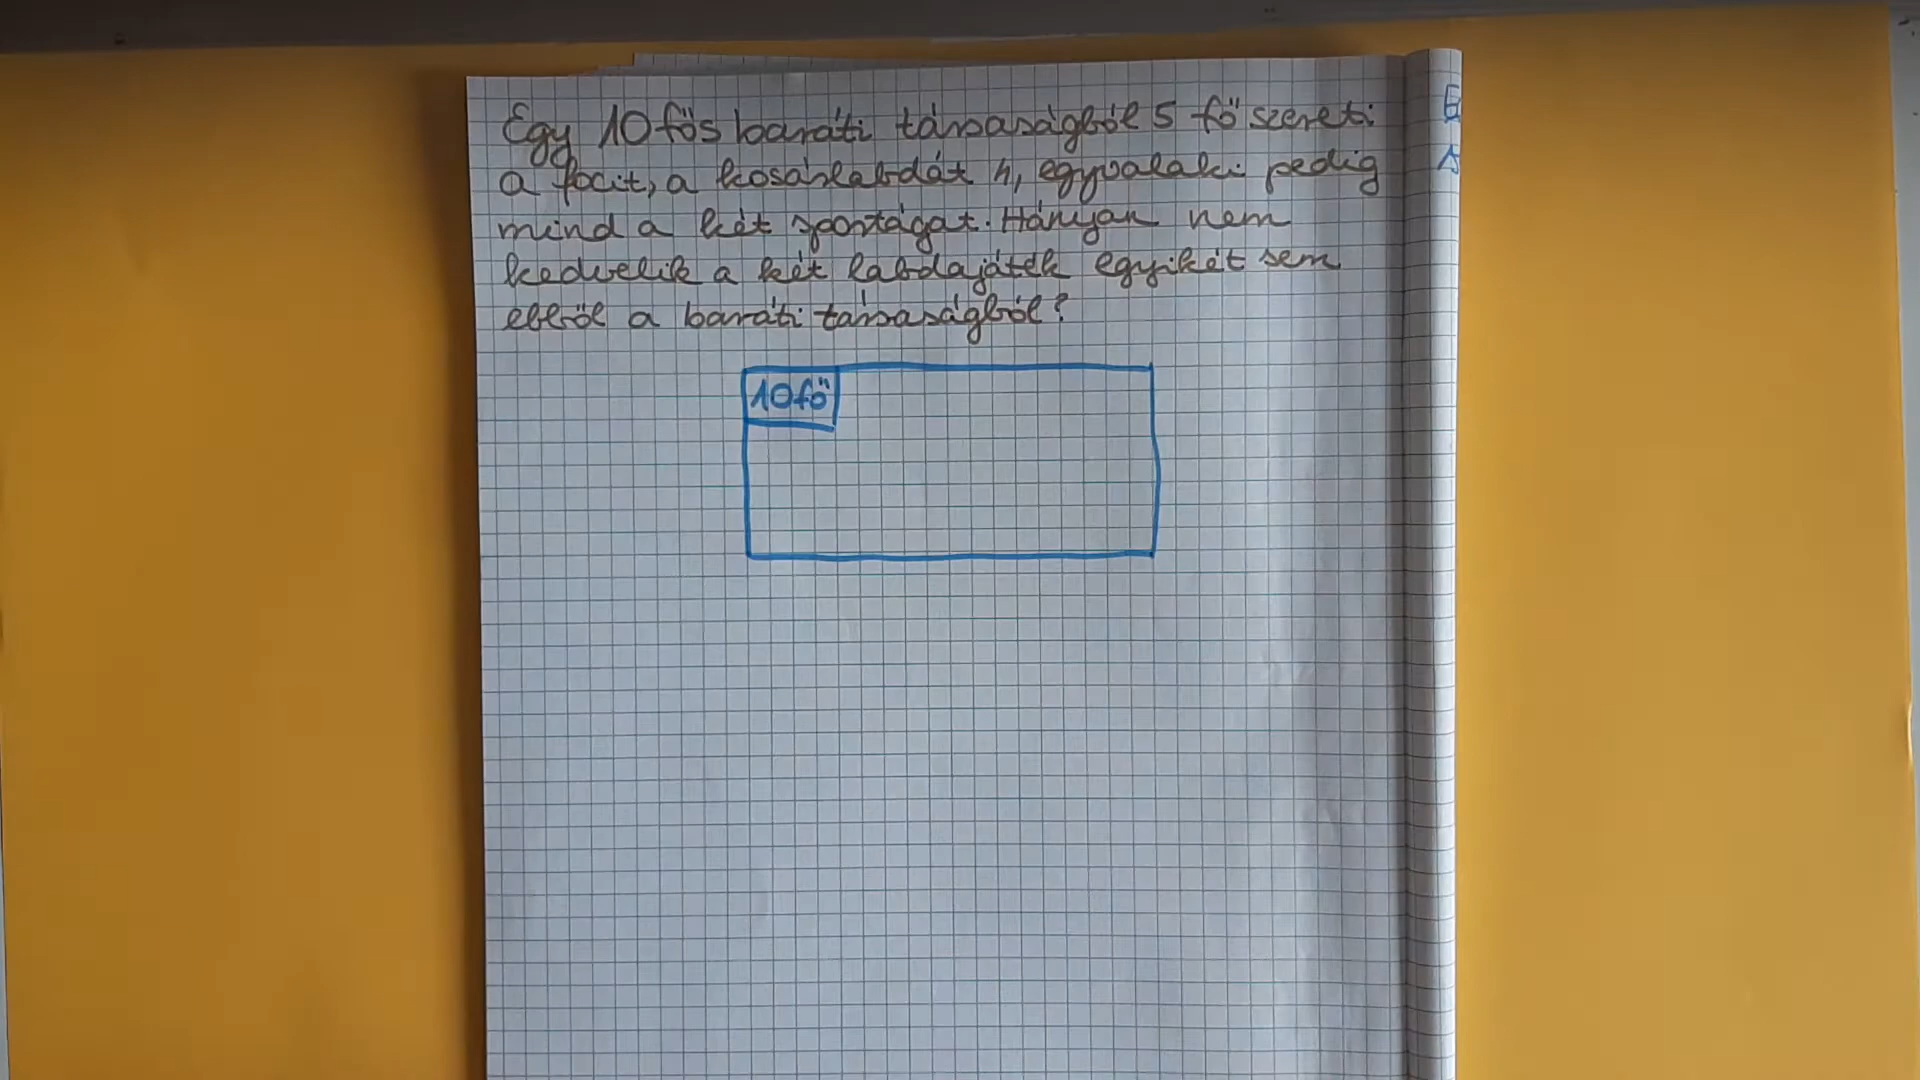 Egy 10 fős baráti társaságból 5 fő szereti
a focit, a kosárlabdát 4, egyvalaki pedig
mind a két sportágat. Hányan nem
kedvelik a két labdajáték egyikét sem
ebből a baráti társaságból?
10 fő